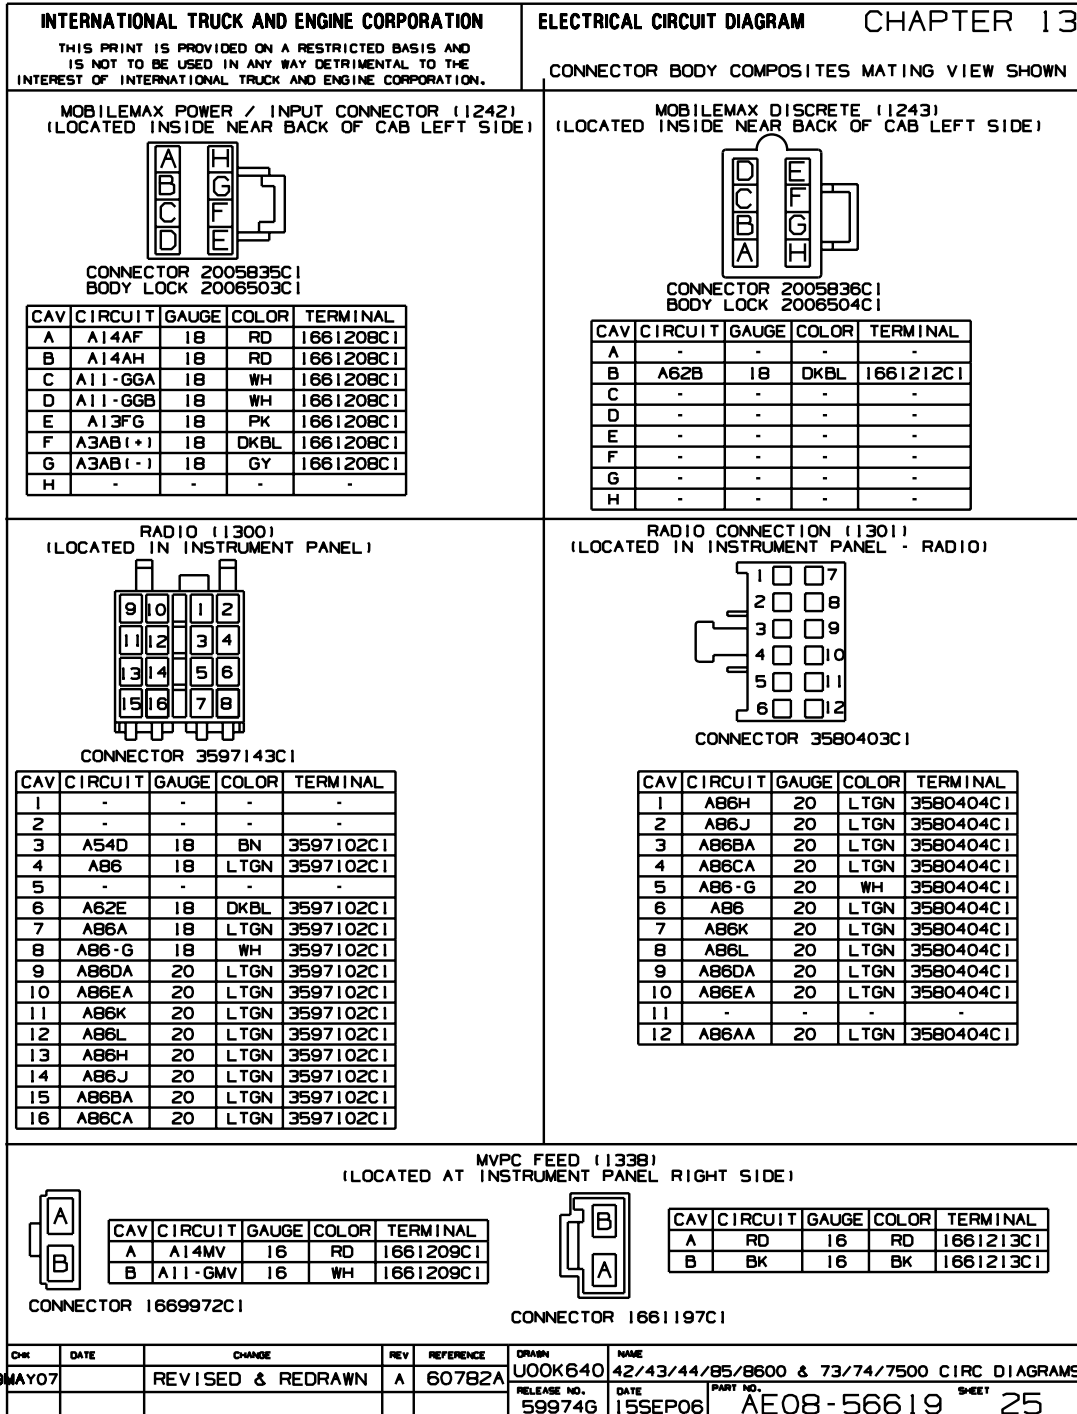 INTERNATIONAL TRUCK AND ENGINE CORPORATION
THIS PRINT IS PROVIDED ON A RESTRICTED BASIS AND
IS NOT TO BE USED IN ANY WAY DETRIMENTAL TO THE
INTEREST OF INTERNATIONAL TRUCK AND ENGINE CORPORATION.
ELECTRICAL CIRCUIT DIAGRAM CHAPTER 13
CONNECTOR BODY COMPOSITES MATING VIEW SHOWN
MOBILEMAX POWER / INPUT CONNECTOR (1242)
(LOCATED INSIDE NEAR BACK OF CAB LEFT SIDE)
A H
B G
C F
D E
CONNECTOR 2005835C1
BODY LOCK 2006503C1
CAV CIRCUIT GAUGE COLOR TERMINAL
A A14AF 18 RD 1661208C1
B A14AH 18 RD 1661208C1
C A11-GGA 18 WH 1661208C1
D A11-GGB 18 WH 1661208C1
E A13FG 18 PK 1661208C1
F A3AB(+) 18 DKBL 1661208C1
G A3AB(-) 18 GY 1661208C1
H - - - -
MOBILEMAX DISCRETE (1243)
(LOCATED INSIDE NEAR BACK OF CAB LEFT SIDE)
D E
C F
B G
A H
CONNECTOR 2005836C1
BODY LOCK 2006504C1
CAV CIRCUIT GAUGE COLOR TERMINAL
A - - - -
B A62B 18 DKBL 1661212C1
C - - - -
D - - - -
E - - - -
F - - - -
G - - - -
H - - - -
RADIO (1300)
(LOCATED IN INSTRUMENT PANEL)
9 10 1 2
11 12 3 4
13 14 5 6
15 16 7 8
CONNECTOR 3597143C1
CAV CIRCUIT GAUGE COLOR TERMINAL
1 - - - -
2 - - - -
3 A54D 18 BN 3597102C1
4 A86 18 LTGN 3597102C1
5 - - - -
6 A62E 18 DKBL 3597102C1
7 A86A 18 LTGN 3597102C1
8 A86-G 18 WH 3597102C1
9 A86DA 20 LTGN 3597102C1
10 A86EA 20 LTGN 3597102C1
11 A86K 20 LTGN 3597102C1
12 A86L 20 LTGN 3597102C1
13 A86H 20 LTGN 3597102C1
14 A86J 20 LTGN 3597102C1
15 A86BA 20 LTGN 3597102C1
16 A86CA 20 LTGN 3597102C1
RADIO CONNECTION (1301)
(LOCATED IN INSTRUMENT PANEL - RADIO)
1 7
2 8
3 9
4 10
5 11
6 12
CONNECTOR 3580403C1
CAV CIRCUIT GAUGE COLOR TERMINAL
1 A86H 20 LTGN 3580404C1
2 A86J 20 LTGN 3580404C1
3 A86BA 20 LTGN 3580404C1
4 A86CA 20 LTGN 3580404C1
5 A86-G 20 WH 3580404C1
6 A86 20 LTGN 3580404C1
7 A86K 20 LTGN 3580404C1
8 A86L 20 LTGN 3580404C1
9 A86DA 20 LTGN 3580404C1
10 A86EA 20 LTGN 3580404C1
11 - - - -
12 A86AA 20 LTGN 3580404C1
MVPC FEED (1338)
(LOCATED AT INSTRUMENT PANEL RIGHT SIDE)
A
B
CONNECTOR 1669972C1
CAV CIRCUIT GAUGE COLOR TERMINAL
A A14MV 16 RD 1661209C1
B A11-GMV 16 WH 1661209C1
B
A
CONNECTOR 1661197C1
CAV CIRCUIT GAUGE COLOR TERMINAL
A RD 16 RD 1661213C1
B BK 16 BK 1661213C1
CHK DATE CHANGE REV REFERENCE DRAWN NAME
MAY07 REVISED & REDRAWN A 60782A U00K640 42/43/44/85/8600 & 73/74/7500 CIRC DIAGRAMS
RELEASE NO. DATE PART NO. SHEET
59974G 15SEP06 AE08-56619 25